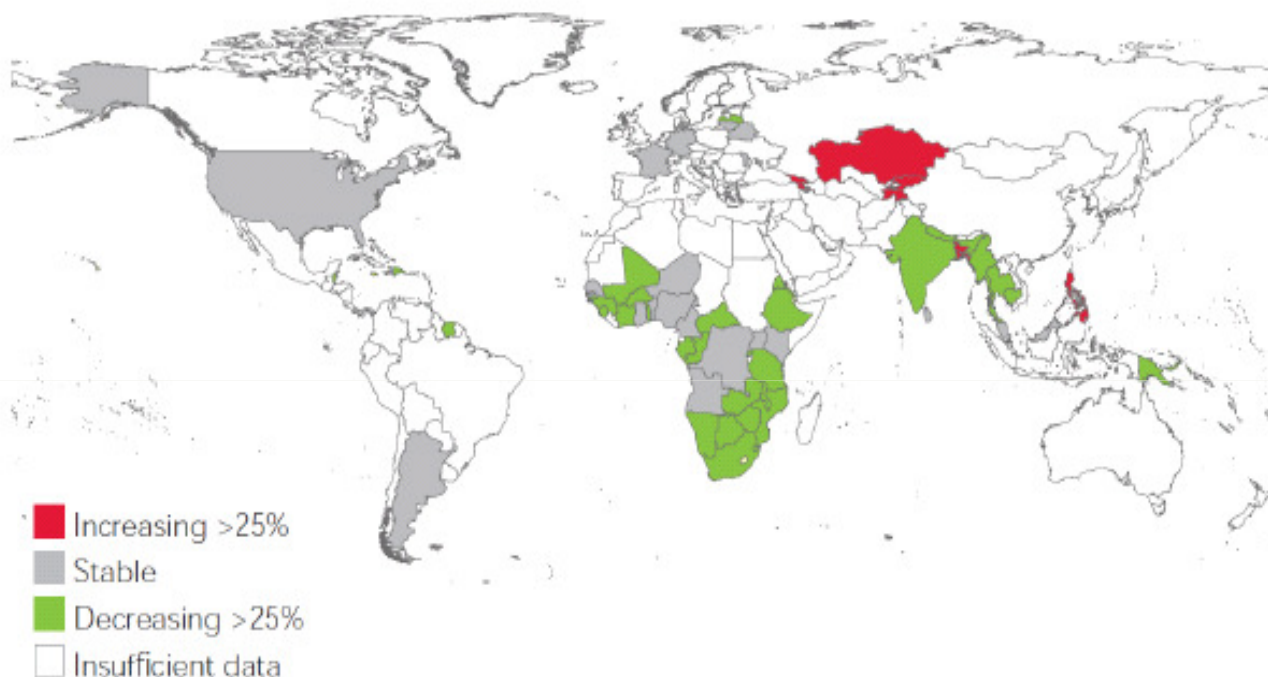 Increasing >25%
Stable
Decreasing >25%
Insufficient data